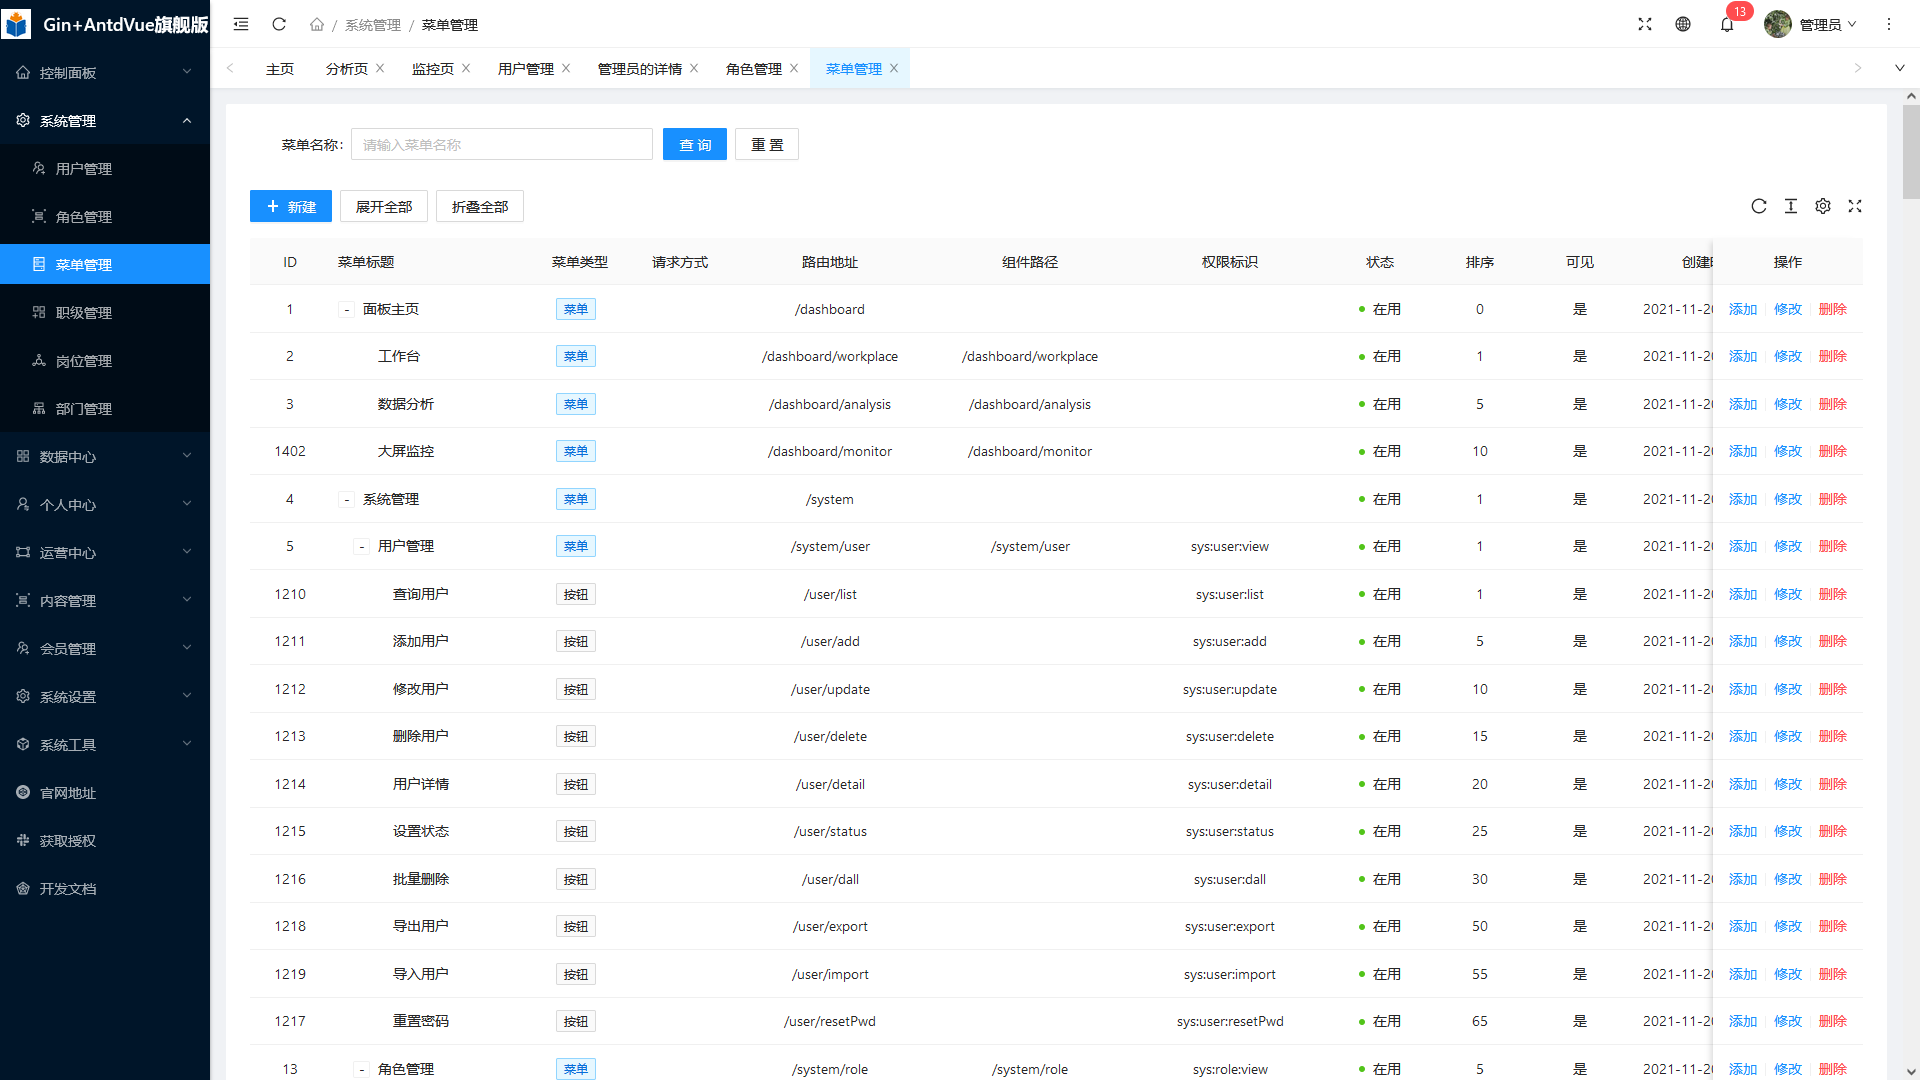 Gin+AntdVue旗舰版
控制面板
系统管理
用户管理
角色管理
菜单管理
职级管理
岗位管理
部门管理
数据中心
个人中心
运营中心
内容管理
会员管理
系统设置
系统工具
官网地址
获取授权
开发文档
/ 系统管理 / 菜单管理
13
管理员
主页 分析页 监控页 用户管理 管理员的详情 角色管理 菜单管理
菜单名称: 请输入菜单名称 查 询 重 置
+ 新建 展开全部 折叠全部
ID 菜单标题 菜单类型 请求方式 路由地址 组件路径 权限标识 状态 排序 可见 创建 操作
1 - 面板主页 菜单 /dashboard 在用 0 是 2021-11-20 添加 修改 删除
2 工作台 菜单 /dashboard/workplace /dashboard/workplace 在用 1 是 2021-11-20 添加 修改 删除
3 数据分析 菜单 /dashboard/analysis /dashboard/analysis 在用 5 是 2021-11-20 添加 修改 删除
1402 大屏监控 菜单 /dashboard/monitor /dashboard/monitor 在用 10 是 2021-11-20 添加 修改 删除
4 - 系统管理 菜单 /system 在用 1 是 2021-11-20 添加 修改 删除
5 - 用户管理 菜单 /system/user /system/user sys:user:view 在用 1 是 2021-11-20 添加 修改 删除
1210 查询用户 按钮 /user/list sys:user:list 在用 1 是 2021-11-20 添加 修改 删除
1211 添加用户 按钮 /user/add sys:user:add 在用 5 是 2021-11-20 添加 修改 删除
1212 修改用户 按钮 /user/update sys:user:update 在用 10 是 2021-11-20 添加 修改 删除
1213 删除用户 按钮 /user/delete sys:user:delete 在用 15 是 2021-11-20 添加 修改 删除
1214 用户详情 按钮 /user/detail sys:user:detail 在用 20 是 2021-11-20 添加 修改 删除
1215 设置状态 按钮 /user/status sys:user:status 在用 25 是 2021-11-20 添加 修改 删除
1216 批量删除 按钮 /user/dall sys:user:dall 在用 30 是 2021-11-20 添加 修改 删除
1218 导出用户 按钮 /user/export sys:user:export 在用 50 是 2021-11-20 添加 修改 删除
1219 导入用户 按钮 /user/import sys:user:import 在用 55 是 2021-11-20 添加 修改 删除
1217 重置密码 按钮 /user/resetPwd sys:user:resetPwd 在用 65 是 2021-11-20 添加 修改 删除
13 - 角色管理 菜单 /system/role /system/role sys:role:view 在用 5 是 2021-11-20 添加 修改 删除